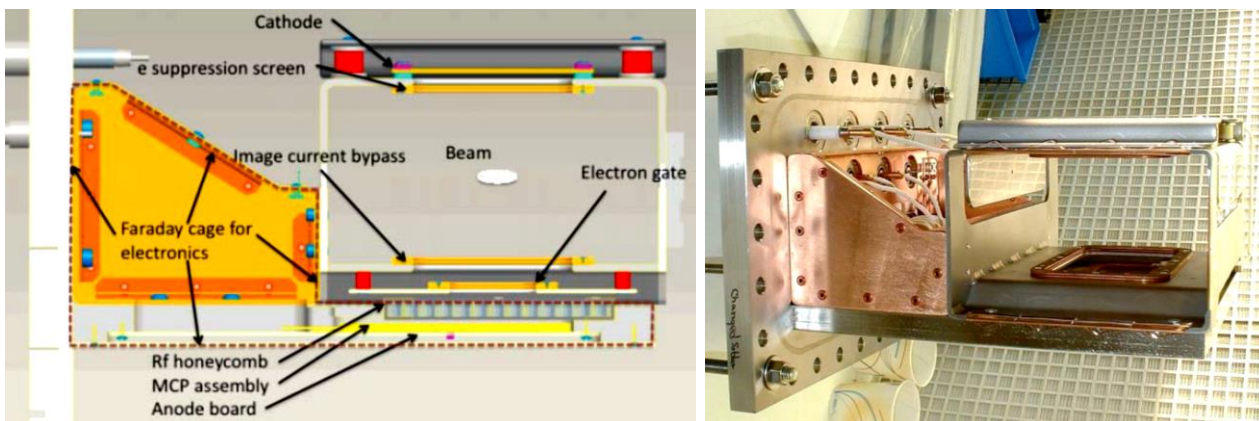 Cathode
e suppression screen
Image current bypass
Beam
Electron gate
Faraday cage for
electronics
Rf honeycomb
MCP assembly
Anode board